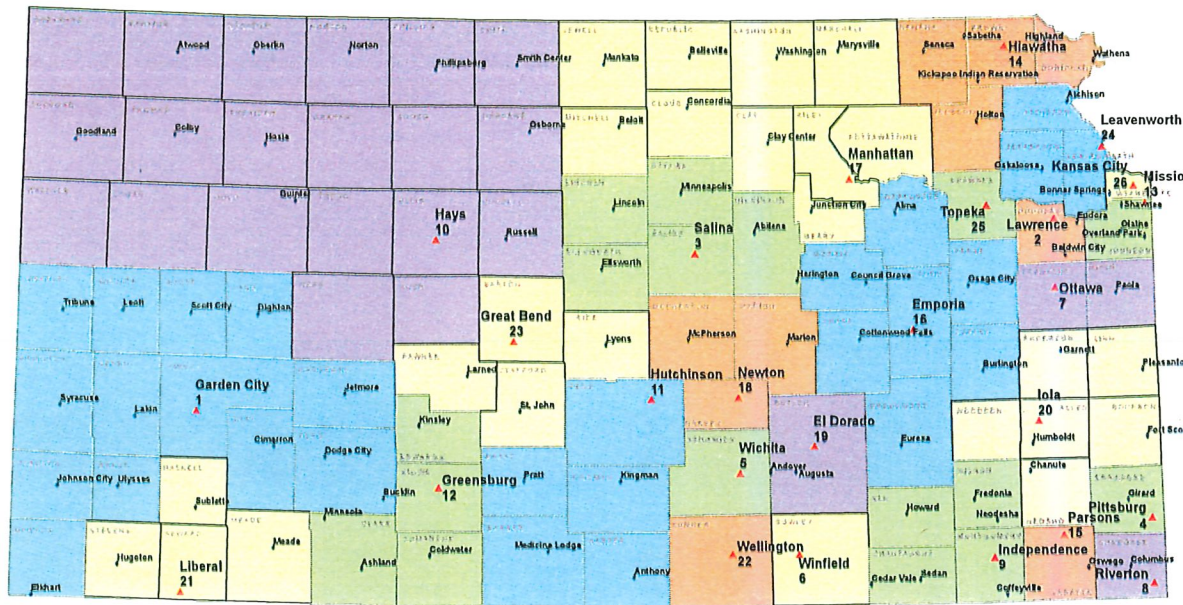 Atwood
Oberlin
Norton
Phillipsburg
Smith Center
Mankato
Belleville
Washington
Marysville
Seneca
Sabetha
Highland
Hiawatha
14
Wathena
Kickapoo Indian Reservation
Goodland
Colby
Hoxie
Osborne
Beloit
Concordia
Clay Center
Manhattan
17
Holton
Atchison
Leavenworth
24
Oskaloosa
Kansas City
26
Mission
13
Bonner Springs
Shawnee
Quinter
Hays
10
Russell
Lincoln
Minneapolis
Salina
3
Abilene
Junction City
Alma
Topeka
25
Lawrence
2
Eudora
Olathe
Overland Park
Baldwin City
Ellsworth
Herington
Council Grove
Osage City
Ottawa
7
Paola
Tribune
Leoti
Scott City
Dighton
Great Bend
23
Lyons
McPherson
Marion
Emporia
16
Cottonwood Falls
Burlington
Garnett
Pleasanton
Syracuse
Lakin
Garden City
1
Jetmore
Larned
St. John
Kinsley
Hutchinson
11
Newton
18
El Dorado
19
Eureka
Iola
20
Humboldt
Fort Sco
Cimarron
Dodge City
Wichita
5
Andover
Augusta
Chanute
Johnson City
Ulysses
Sublette
Bucklin
Greensburg
12
Pratt
Kingman
Howard
Fredonia
Neodesha
Girard
Pittsburg
4
Minneola
Parsons
15
Elkhart
Hugoton
Liberal
21
Meade
Ashland
Coldwater
Medicine Lodge
Anthony
Wellington
22
Winfield
6
Cedar Vale
Sedan
Independence
9
Coffeyville
Oswego
Columbus
Riverton
8